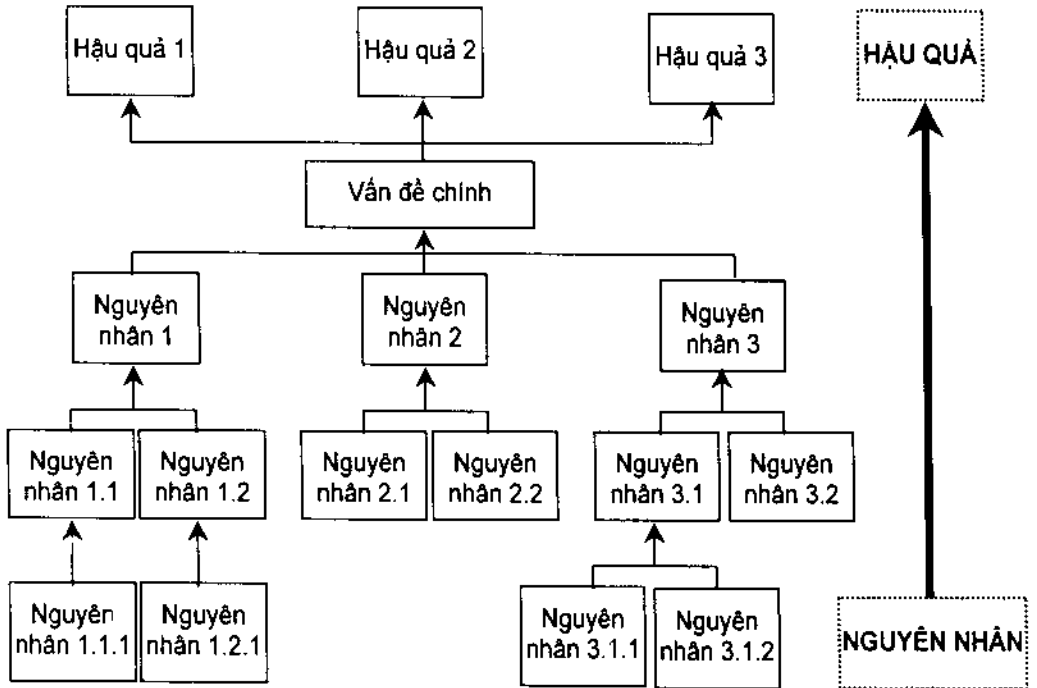 Hậu quả 1
Hậu quả 2
Hậu quả 3
HẬU QUẢ
Vấn đề chính
Nguyên
nhân 1
Nguyên
nhân 2
Nguyên
nhân 3
Nguyên
nhân 1.1
Nguyên
nhân 1.2
Nguyên
nhân 2.1
Nguyên
nhân 2.2
Nguyên
nhân 3.1
Nguyên
nhân 3.2
Nguyên
nhân 1.1.1
Nguyên
nhân 1.2.1
Nguyên
nhân 3.1.1
Nguyên
nhân 3.1.2
NGUYÊN NHÂN